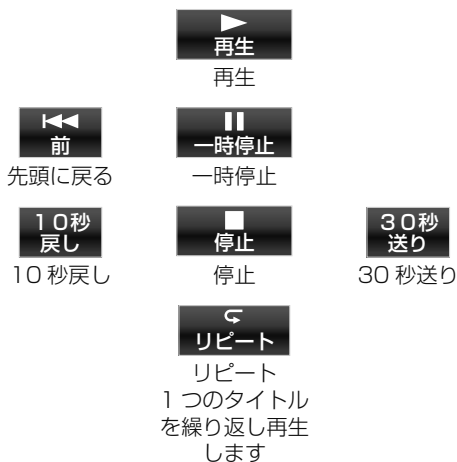 再生
再生
前
先頭に戻る
一時停止
一時停止
10秒
戻し
10 秒戻し
停止
停止
30秒
送り
30 秒送り
リピート
リピート
1 つのタイトル
を繰り返し再生
します